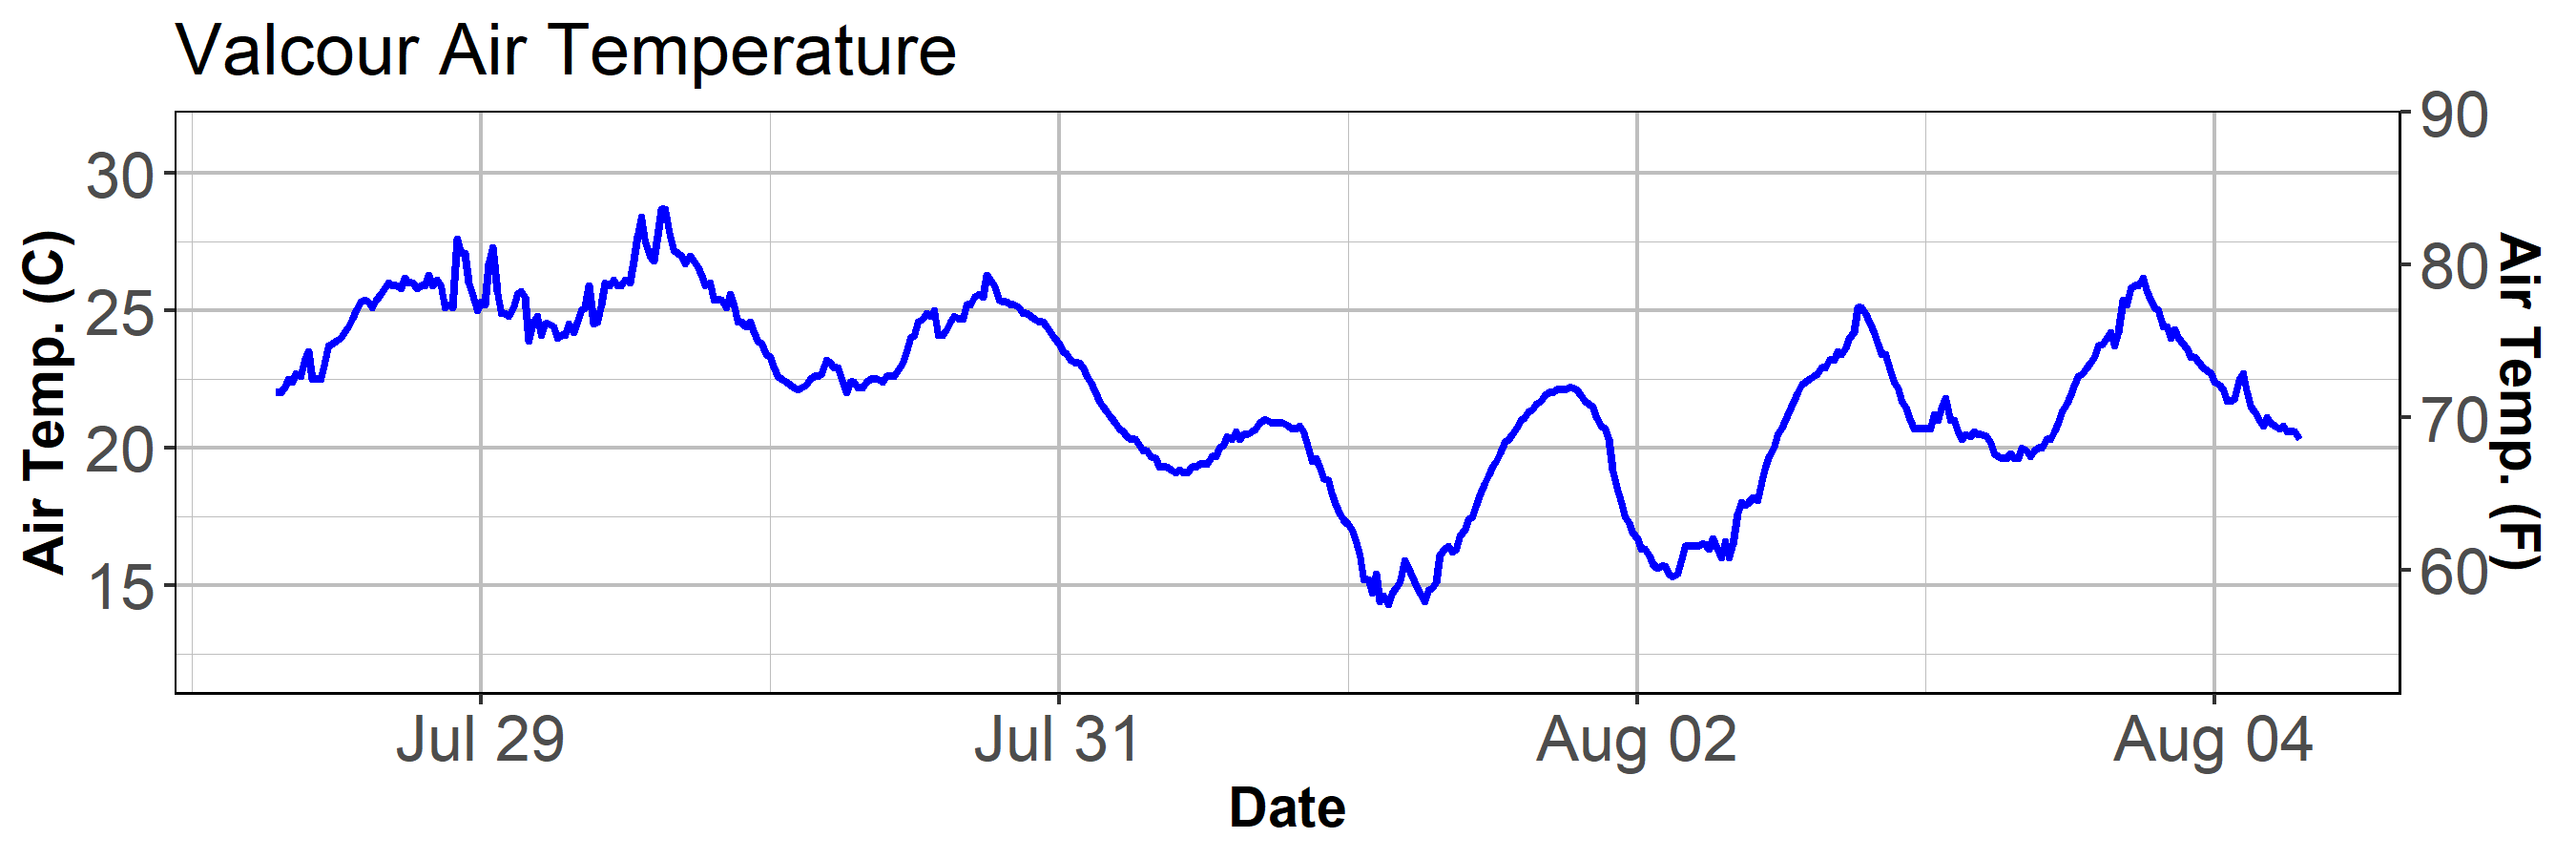 Valcour Air Temperature
Air Temp. (C)
30
25
20
15
90
80
70
60
Air Temp. (F)
Jul 29 Jul 31 Aug 02 Aug 04
Date